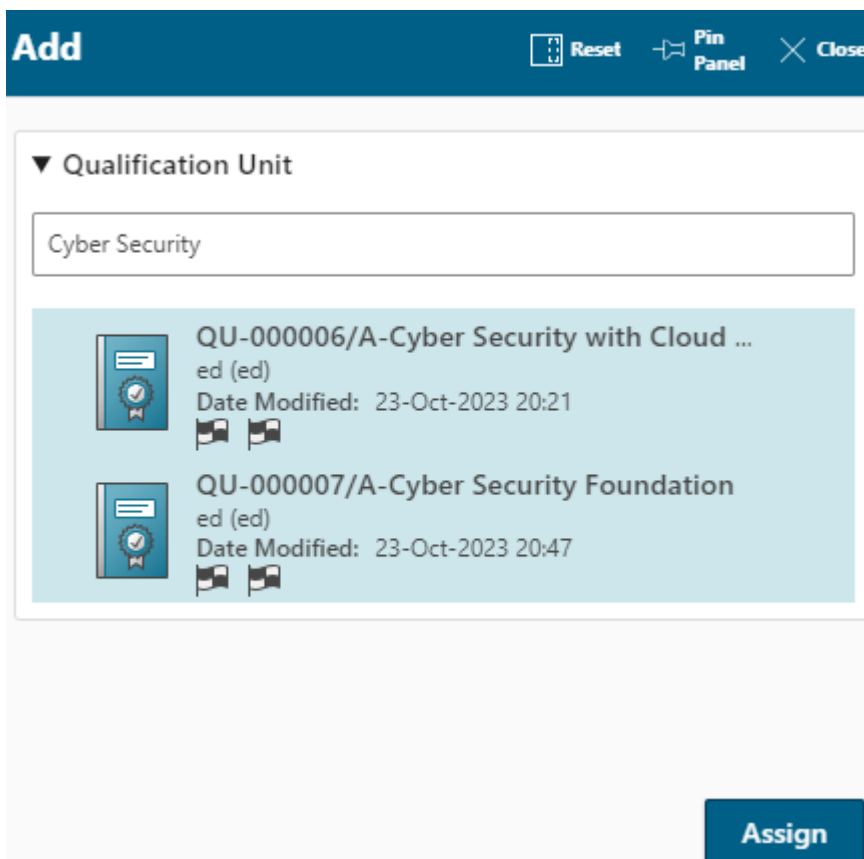 Add
Reset
Pin
Panel
Close
Qualification Unit
Cyber Security
QU-000006/A-Cyber Security with Cloud ...
ed (ed)
Date Modified: 23-Oct-2023 20:21
QU-000007/A-Cyber Security Foundation
ed (ed)
Date Modified: 23-Oct-2023 20:47
Assign